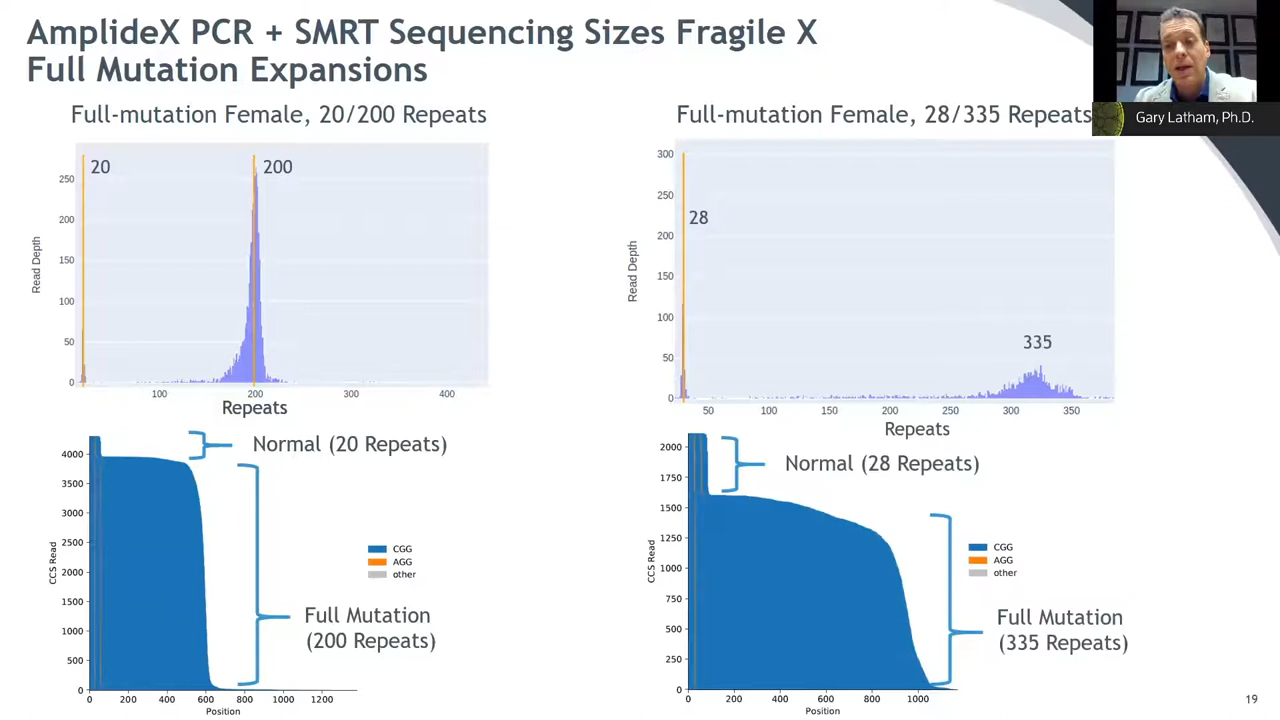 AmplideX PCR + SMRT Sequencing Sizes Fragile X
Full Mutation Expansions
Gary Latham, Ph.D.
Full-mutation Female, 20/200 Repeats
20
200
250
200
150
100
50
0
Read Depth
100
200
300
400
Repeats
Normal (20 Repeats)
4000
3500
3000
2500
2000
1500
1000
500
0
CCS Read
CGG
AGG
other
Full Mutation
(200 Repeats)
0
200
400
600
800
1000
1200
Position
Full-mutation Female, 28/335 Repeats
300
250
200
150
100
50
0
Read Depth
28
335
50
100
150
200
250
300
350
Repeats
Normal (28 Repeats)
2000
1750
1500
1250
1000
750
500
250
0
CCS Read
CGG
AGG
other
Full Mutation
(335 Repeats)
0
200
400
600
800
1000
Position
19